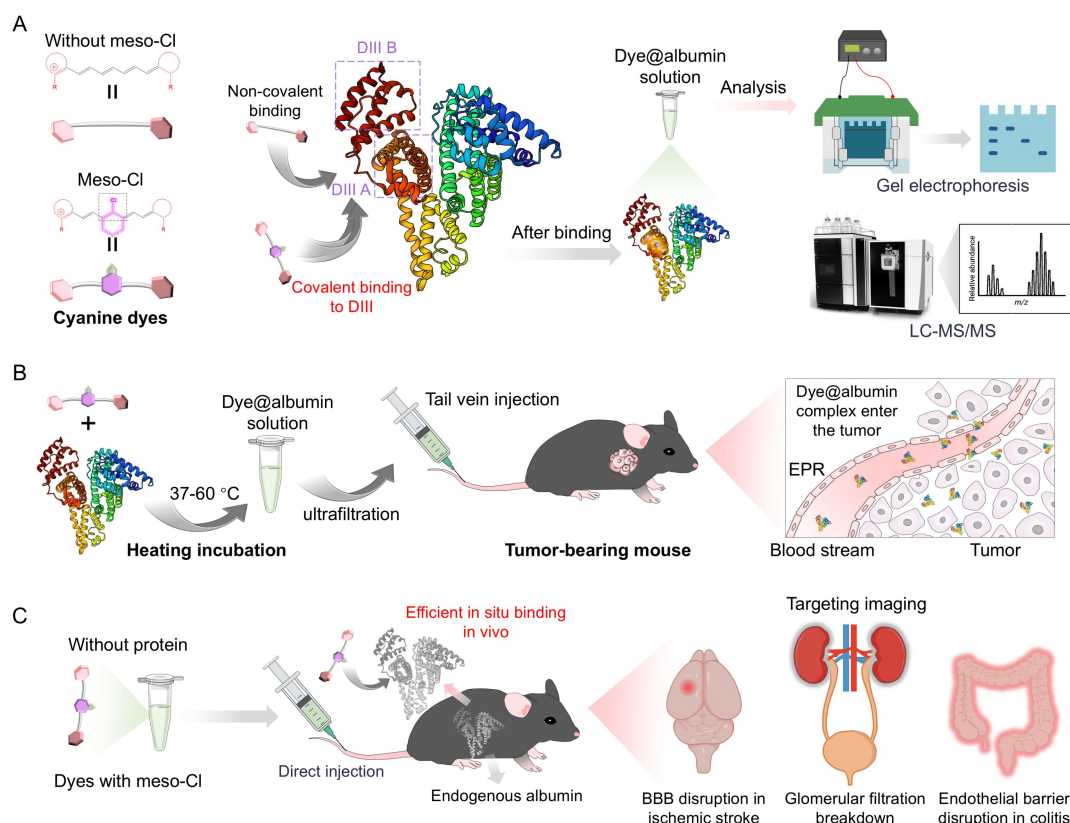 A
Without meso-Cl
R
R
Meso-Cl
Cl
R
R
Cyanine dyes
Non-covalent
binding
DIII B
DIII A
Covalent binding
to DIII
After binding
Dye@albumin
solution
Analysis
Gel electrophoresis
Relative abundance
m/z
LC-MS/MS
B
+
37-60 °C
Heating incubation
Dye@albumin
solution
ultrafiltration
Tail vein injection
Tumor-bearing mouse
Dye@albumin
complex enter
the tumor
EPR
Blood stream
Tumor
C
Without protein
Dyes with meso-Cl
Direct injection
Efficient in situ binding
in vivo
Endogenous albumin
Targeting imaging
BBB disruption in
ischemic stroke
Glomerular filtration
breakdown
Endothelial barrier
disruption in colitis